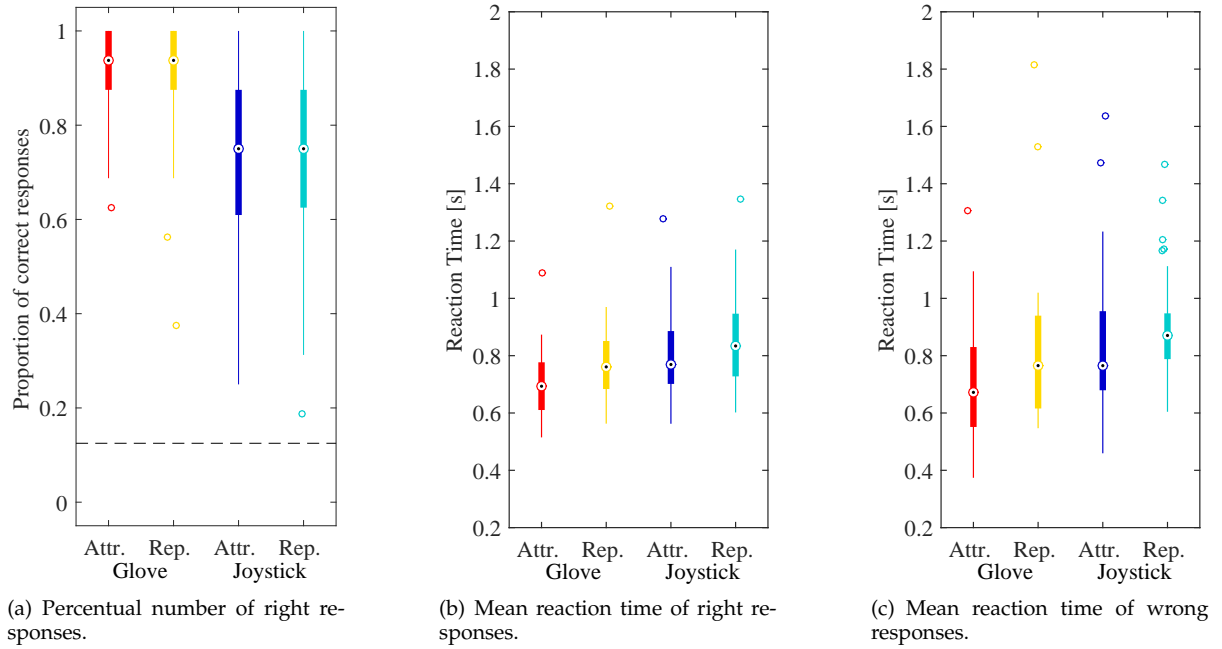 Proportion of correct responses
1
0.8
0.6
0.4
0.2
0
Attr. Rep. Attr. Rep.
Glove Joystick
(a) Percentual number of right re-
sponses.
Reaction Time [s]
2
1.8
1.6
1.4
1.2
1
0.8
0.6
0.4
0.2
Attr. Rep. Attr. Rep.
Glove Joystick
(b) Mean reaction time of right re-
sponses.
Reaction Time [s]
2
1.8
1.6
1.4
1.2
1
0.8
0.6
0.4
0.2
Attr. Rep. Attr. Rep.
Glove Joystick
(c) Mean reaction time of wrong
responses.